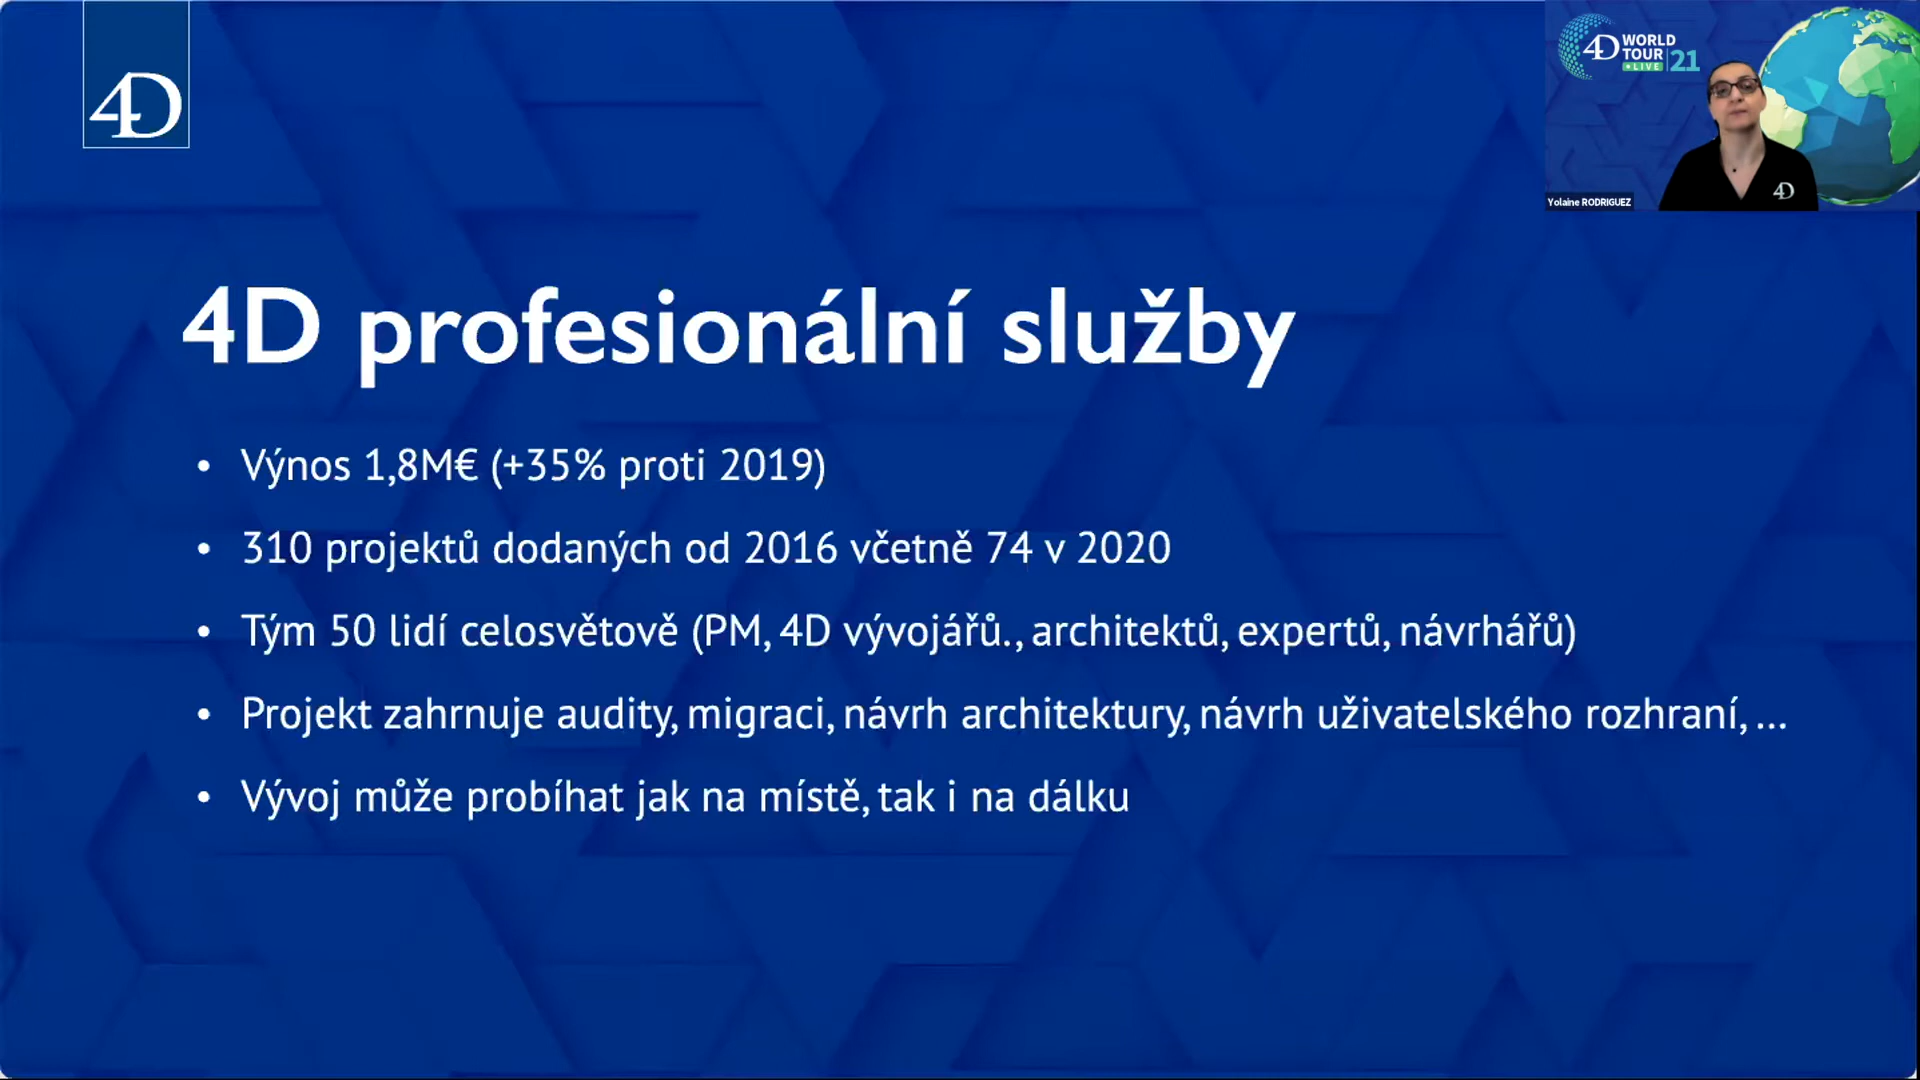 4D
4D WORLD
TOUR
LIVE 21
4D
Yolaine RODRIGUEZ
4D profesionální služby
• Výnos 1,8M€ (+35% proti 2019)
• 310 projektů dodaných od 2016 včetně 74 v 2020
• Tým 50 lidí celosvětově (PM, 4D vývojářů., architektů, expertů, návrhářů)
• Projekt zahrnuje audity, migraci, návrh architektury, návrh uživatelského rozhraní, ...
• Vývoj může probíhat jak na místě, tak i na dálku